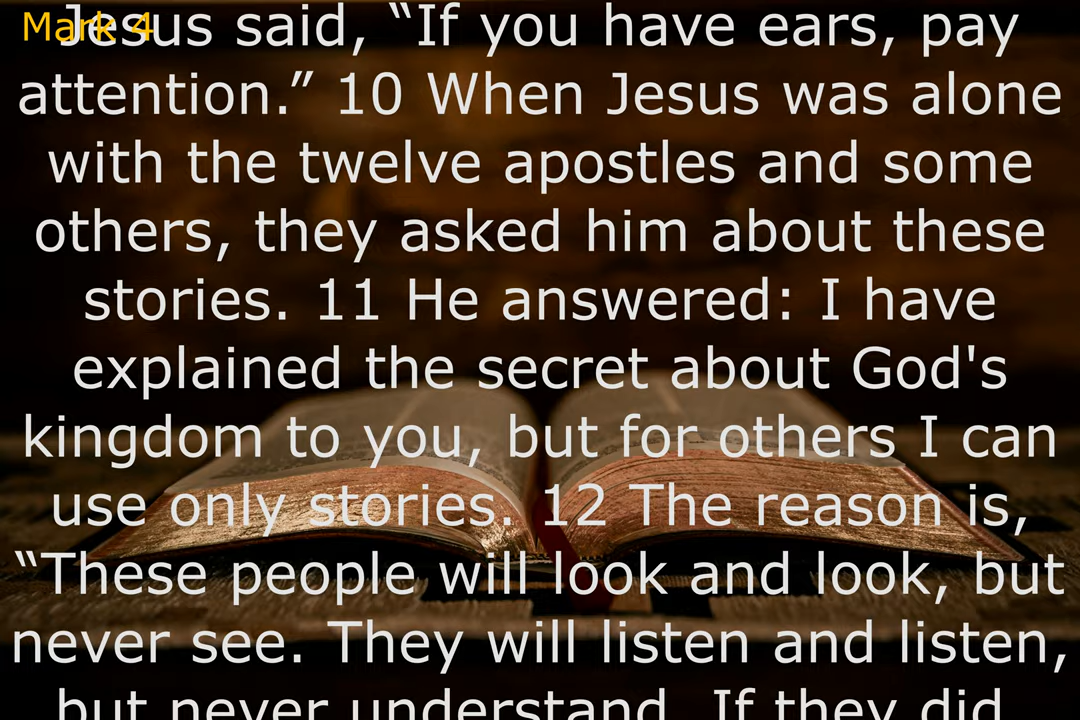 Mark 4
Jesus said, “If you have ears, pay
attention.” 10 When Jesus was alone
with the twelve apostles and some
others, they asked him about these
stories. 11 He answered: I have
explained the secret about God's
kingdom to you, but for others I can
use only stories. 12 The reason is,
“These people will look and look, but
never see. They will listen and listen,
but never understand. If they did,